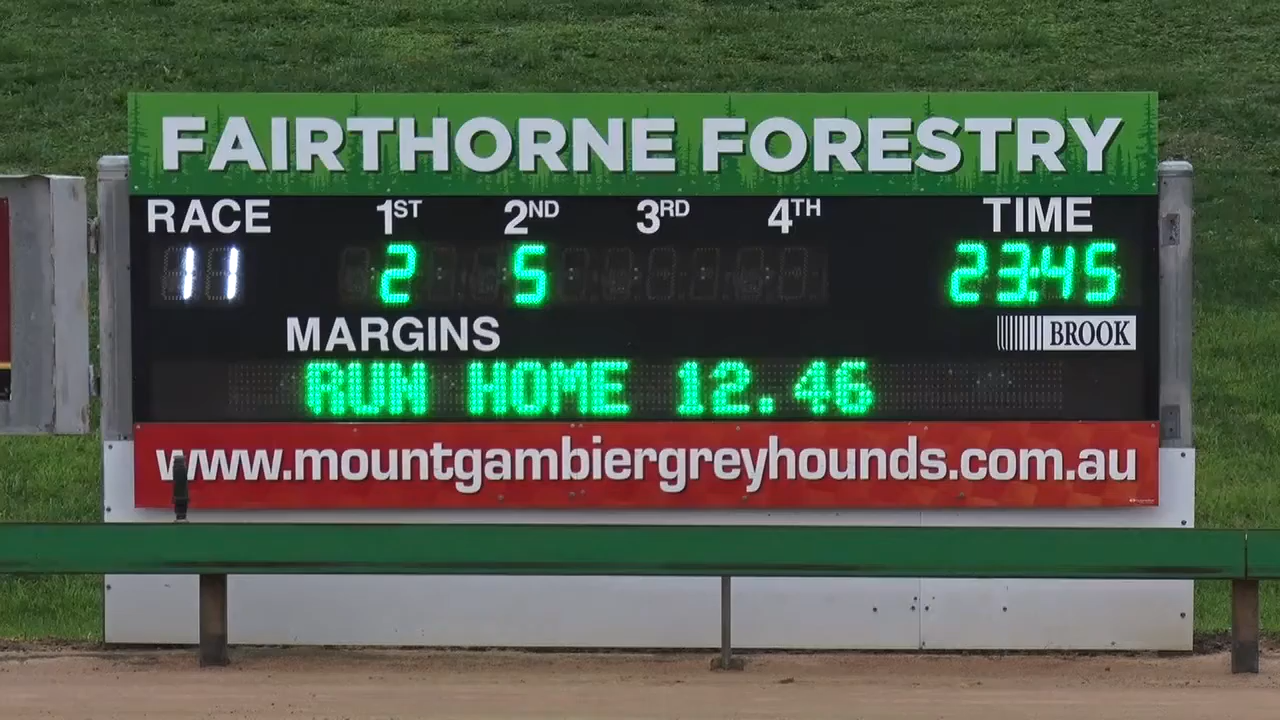 FAIRTHORNE FORESTRY
RACE 1ST 2ND 3RD 4TH TIME
11 2 5 23:45
MARGINS BROOK
RUN HOME 12.46
www.mountgambiergreyhounds.com.au